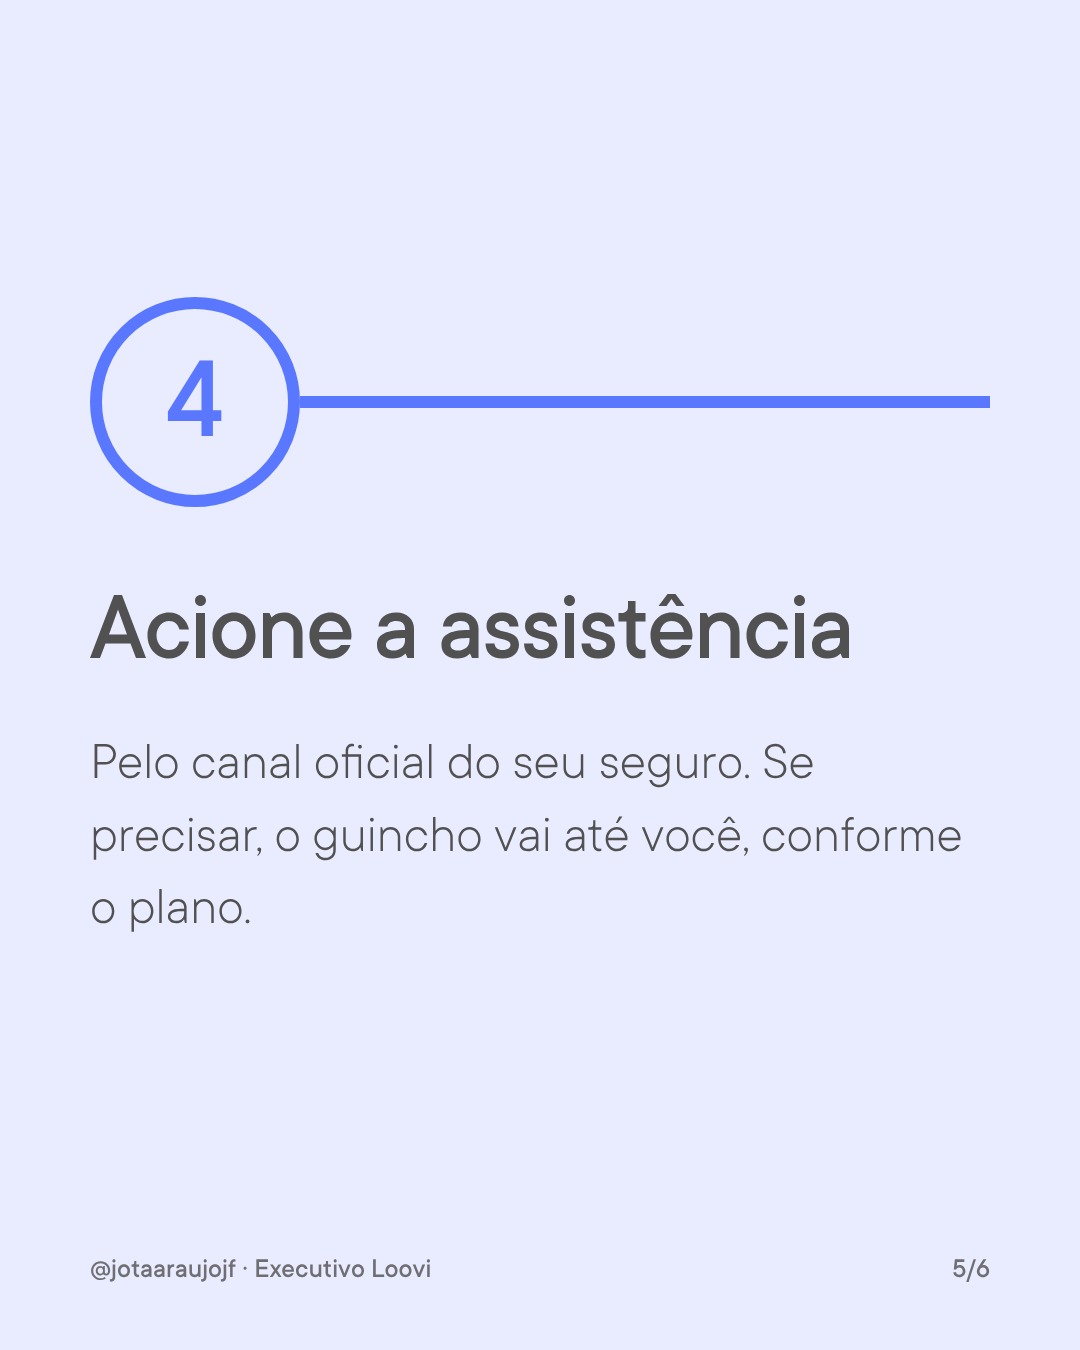 4
Acione a assistência
Pelo canal oficial do seu seguro. Se
precisar, o guincho vai até você, conforme
o plano.
@jotaaraujojf · Executivo Loovi
5/6